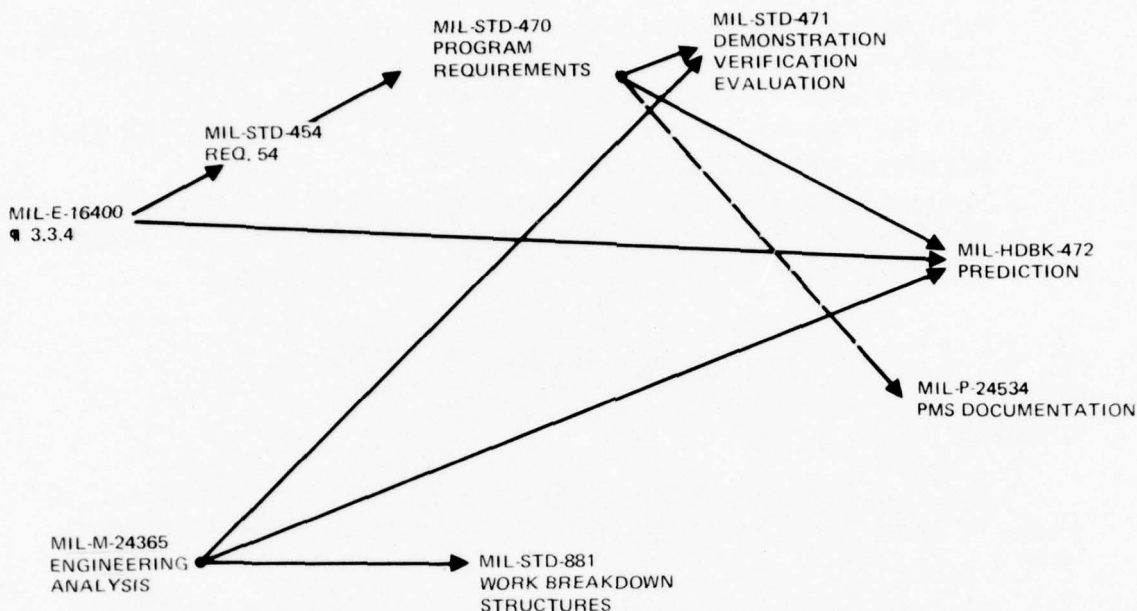 MIL-STD-470
PROGRAM
REQUIREMENTS
MIL-STD-471
DEMONSTRATION
VERIFICATION
EVALUATION
MIL-STD-454
REQ. 54
MIL-E-16400
¶ 3.3.4
MIL-HDBK-472
PREDICTION
MIL-P-24534
PMS DOCUMENTATION
MIL-M-24365
ENGINEERING
ANALYSIS
MIL-STD-881
WORK BREAKDOWN
STRUCTURES